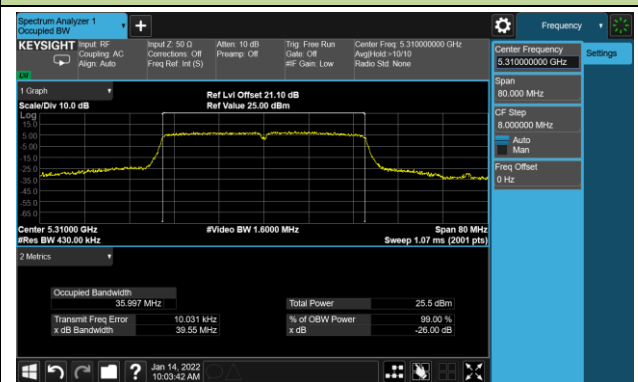 Spectrum Analyzer 1
Occupied BW
Frequency
KEYSIGHT
Input: RF
Coupling: AC
Align: Auto
Input Z: 50 Ω
Corrections: Off
Freq Ref: Int (S)
Atten: 10 dB
Preamp: Off
Trig: Free Run
Gate: Off
#IF Gain: Low
Center Freq: 5.310000000 GHz
Avg|Hold:>10/10
Radio Std: None
Center Frequency
5.310000000 GHz
Settings
Span
80.000 MHz
CF Step
8.000000 MHz
Auto
Man
Freq Offset
0 Hz
1 Graph
Scale/Div 10.0 dB
Ref Lvl Offset 21.10 dB
Ref Value 25.00 dBm
Log
15.0
5.00
-5.00
-15.0
-25.0
-35.0
-45.0
-55.0
-65.0
Center 5.31000 GHz
#Video BW 1.6000 MHz
Span 80 MHz
#Res BW 430.00 kHz
Sweep 1.07 ms (2001 pts)
2 Metrics
Occupied Bandwidth
35.997 MHz
Total Power 25.5 dBm
Transmit Freq Error 10.031 kHz
% of OBW Power 99.00 %
x dB Bandwidth 39.55 MHz
x dB -26.00 dB
?
Jan 14, 2022
10:03:42 AM